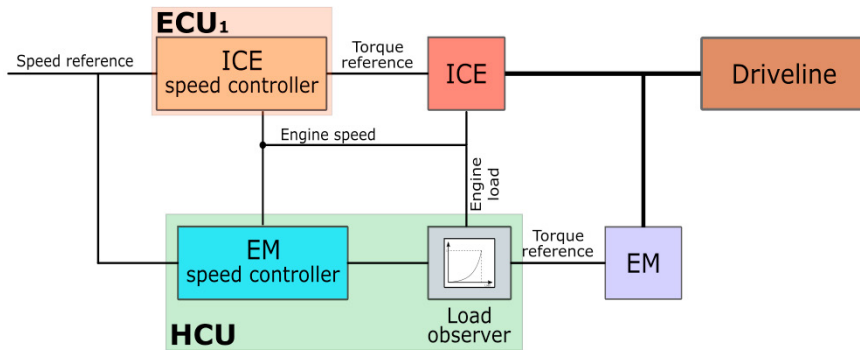 ECU₁
Speed reference
ICE
speed controller
Torque
reference
ICE
Driveline
Engine speed
Engine
load
EM
speed controller
Torque
reference
EM
Load
observer
HCU